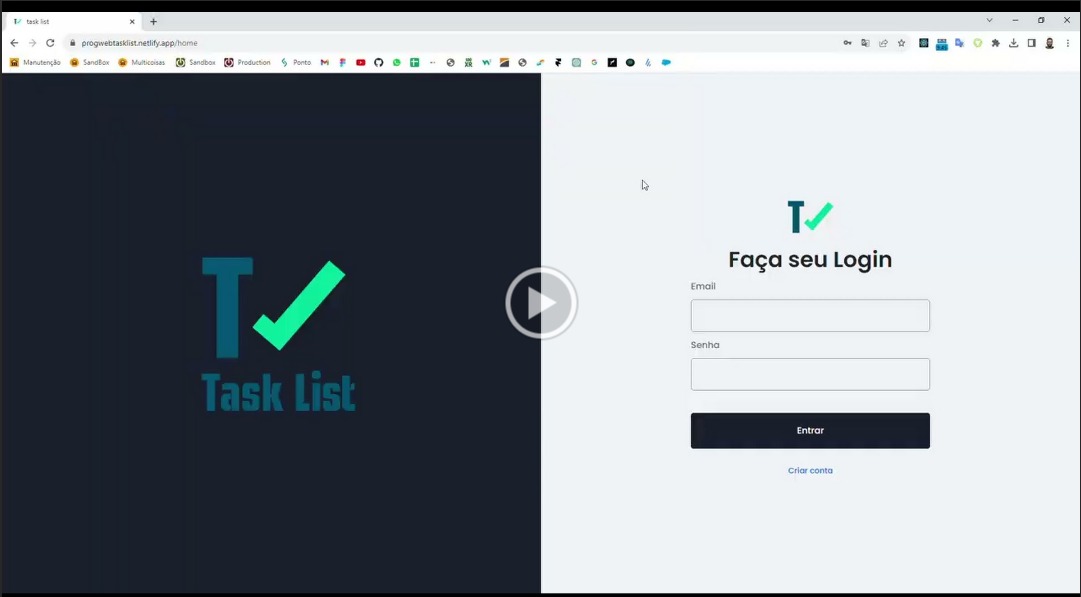 task list
progwebtasklist.netlify.app/home
Manutenção SandBox Multicoisas Sandbox Production Ponto
T
Faça seu Login
Email
Senha
Entrar
Criar conta
T
Task List